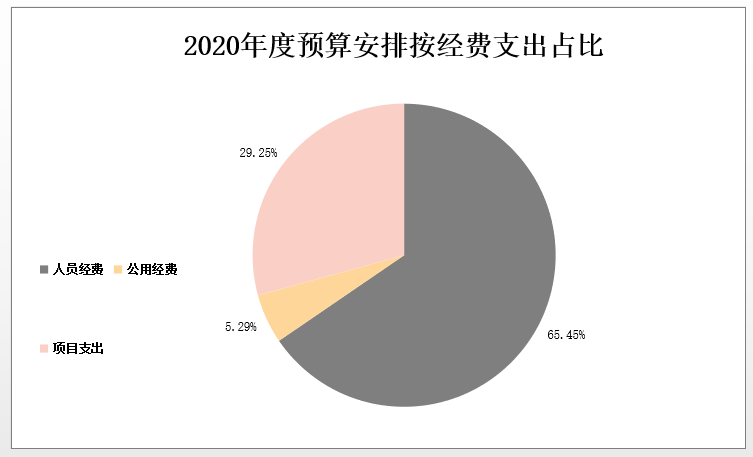 2020年度预算安排按经费支出占比
29.25%
人员经费 公用经费
5.29%
65.45%
项目支出